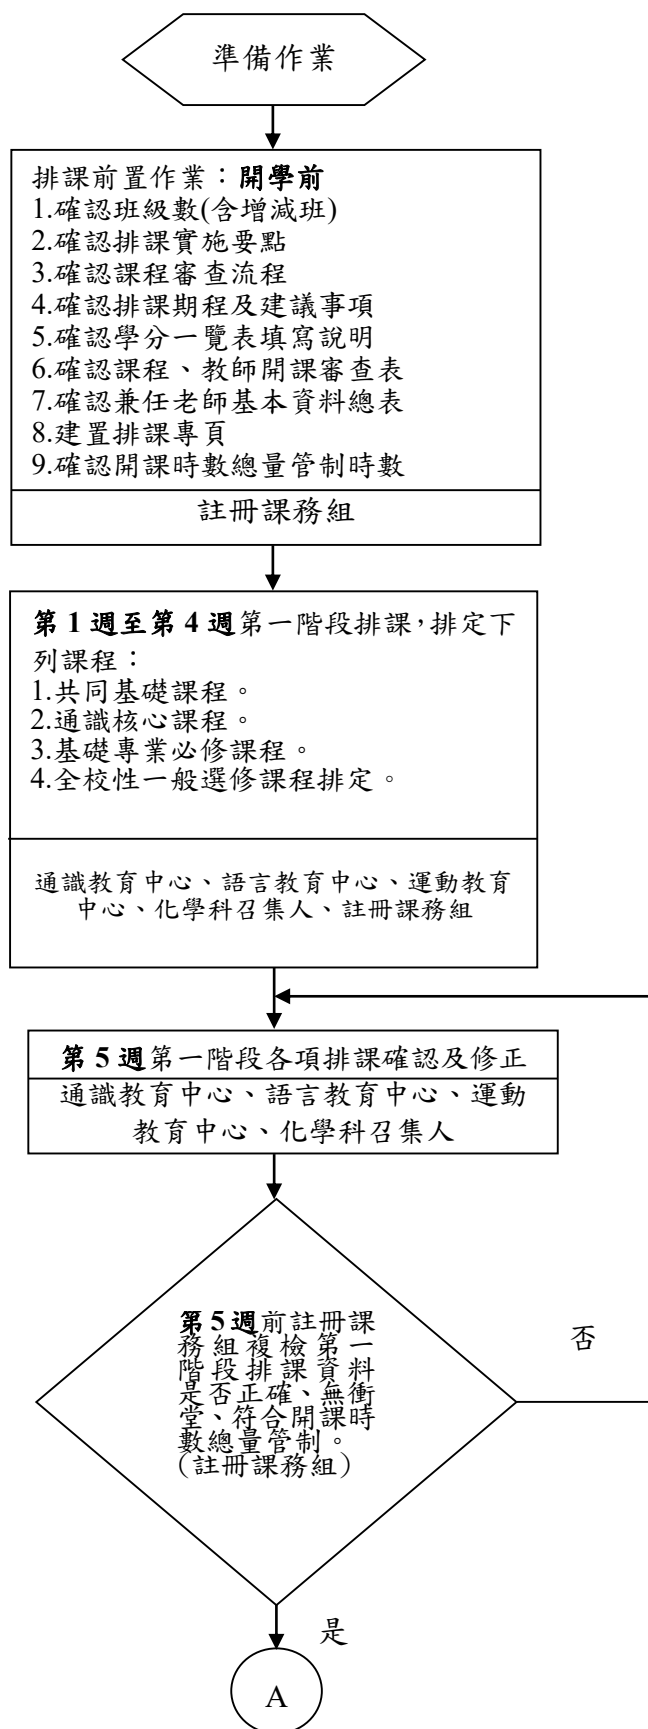 準備作業
排課前置作業：開學前
1.確認班級數(含增減班)
2.確認排課實施要點
3.確認課程審查流程
4.確認排課期程及建議事項
5.確認學分一覽表填寫說明
6.確認課程、教師開課審查表
7.確認兼任老師基本資料總表
8.建置排課專頁
9.確認開課時數總量管制時數
註冊課務組
第 1 週至第 4 週第一階段排課，排定下
列課程：
1.共同基礎課程。
2.通識核心課程。
3.基礎專業必修課程。
4.全校性一般選修課程排定。
通識教育中心、語言教育中心、運動教育
中心、化學科召集人、註冊課務組
第 5 週第一階段各項排課確認及修正
通識教育中心、語言教育中心、運動
教育中心、化學科召集人
第5週前註冊課
務組複檢第一
階段排課資料
是否正確、無衝
堂、符合開課時
數總量管制。
(註冊課務組)
否
是
A